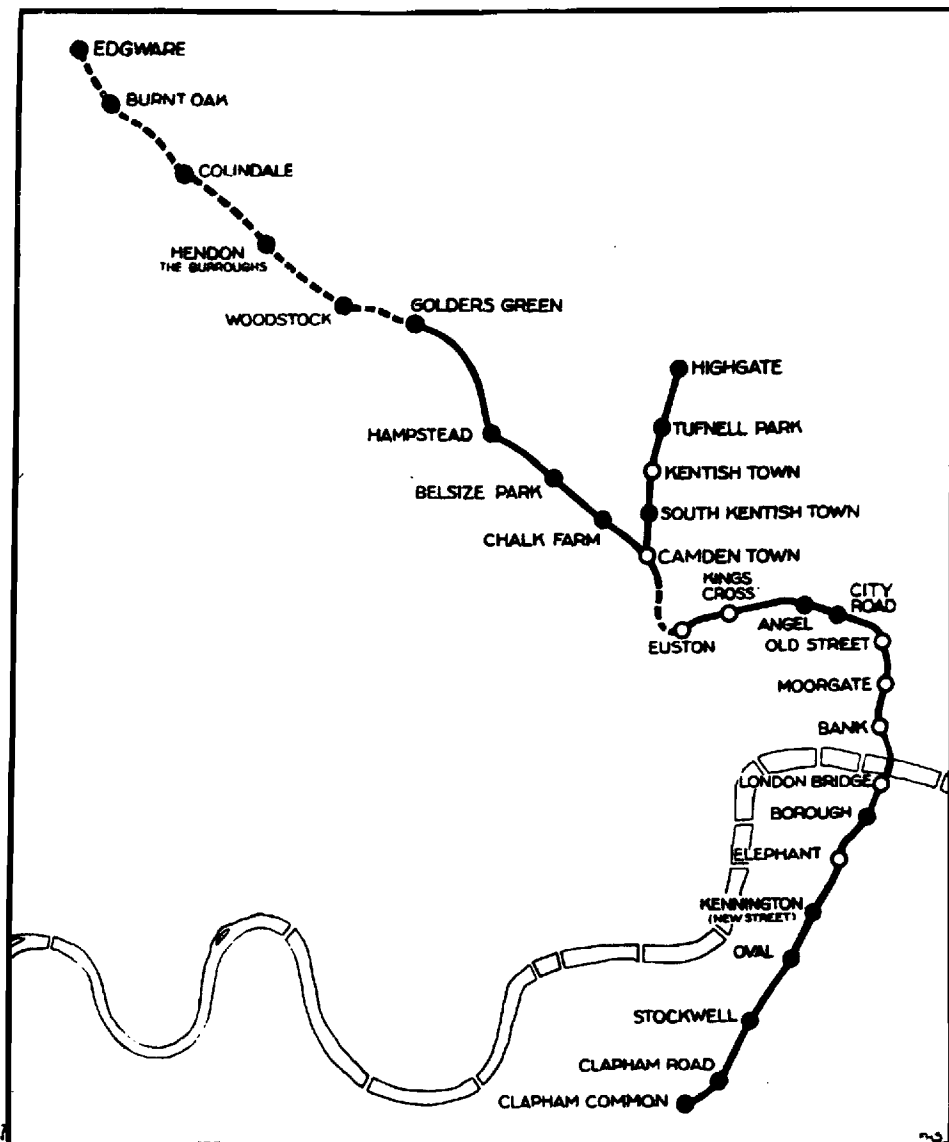 EDGWARE
BURNT OAK
COLINDALE
HENDON
THE BURROUGHS
WOODSTOCK
GOLDERS GREEN
HIGHGATE
HAMPSTEAD
TUFNELL PARK
KENTISH TOWN
BELSIZE PARK
SOUTH KENTISH TOWN
CHALK FARM
CAMDEN TOWN
KINGS
CROSS
CITY
ROAD
ANGEL
EUSTON
OLD STREET
MOORGATE
BANK
LONDON BRIDGE
BOROUGH
ELEPHANT
KENNINGTON
(NEW STREET)
OVAL
STOCKWELL
CLAPHAM ROAD
CLAPHAM COMMON